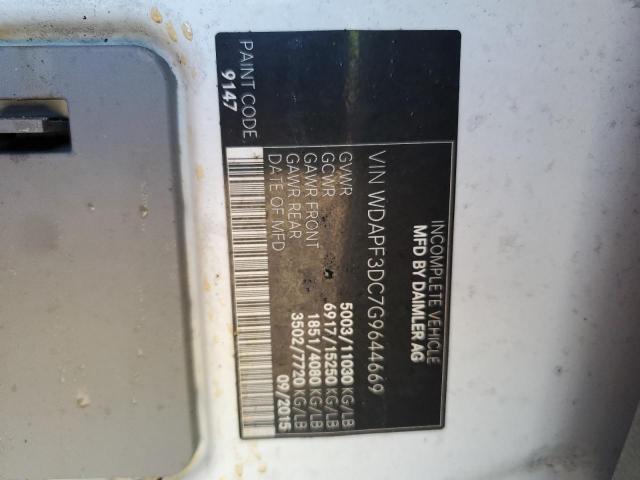 INCOMPLETE VEHICLE
MFD BY DAIMLER AG
VIN WDAPF3DC7G9644669
GVWR 5003/11030 KG/LB
GCWR 6917/15250 KG/LB
GAWR FRONT 1851/4080 KG/LB
GAWR REAR 3502/7720 KG/LB
DATE OF MFD 09/2015
PAINT CODE
9147